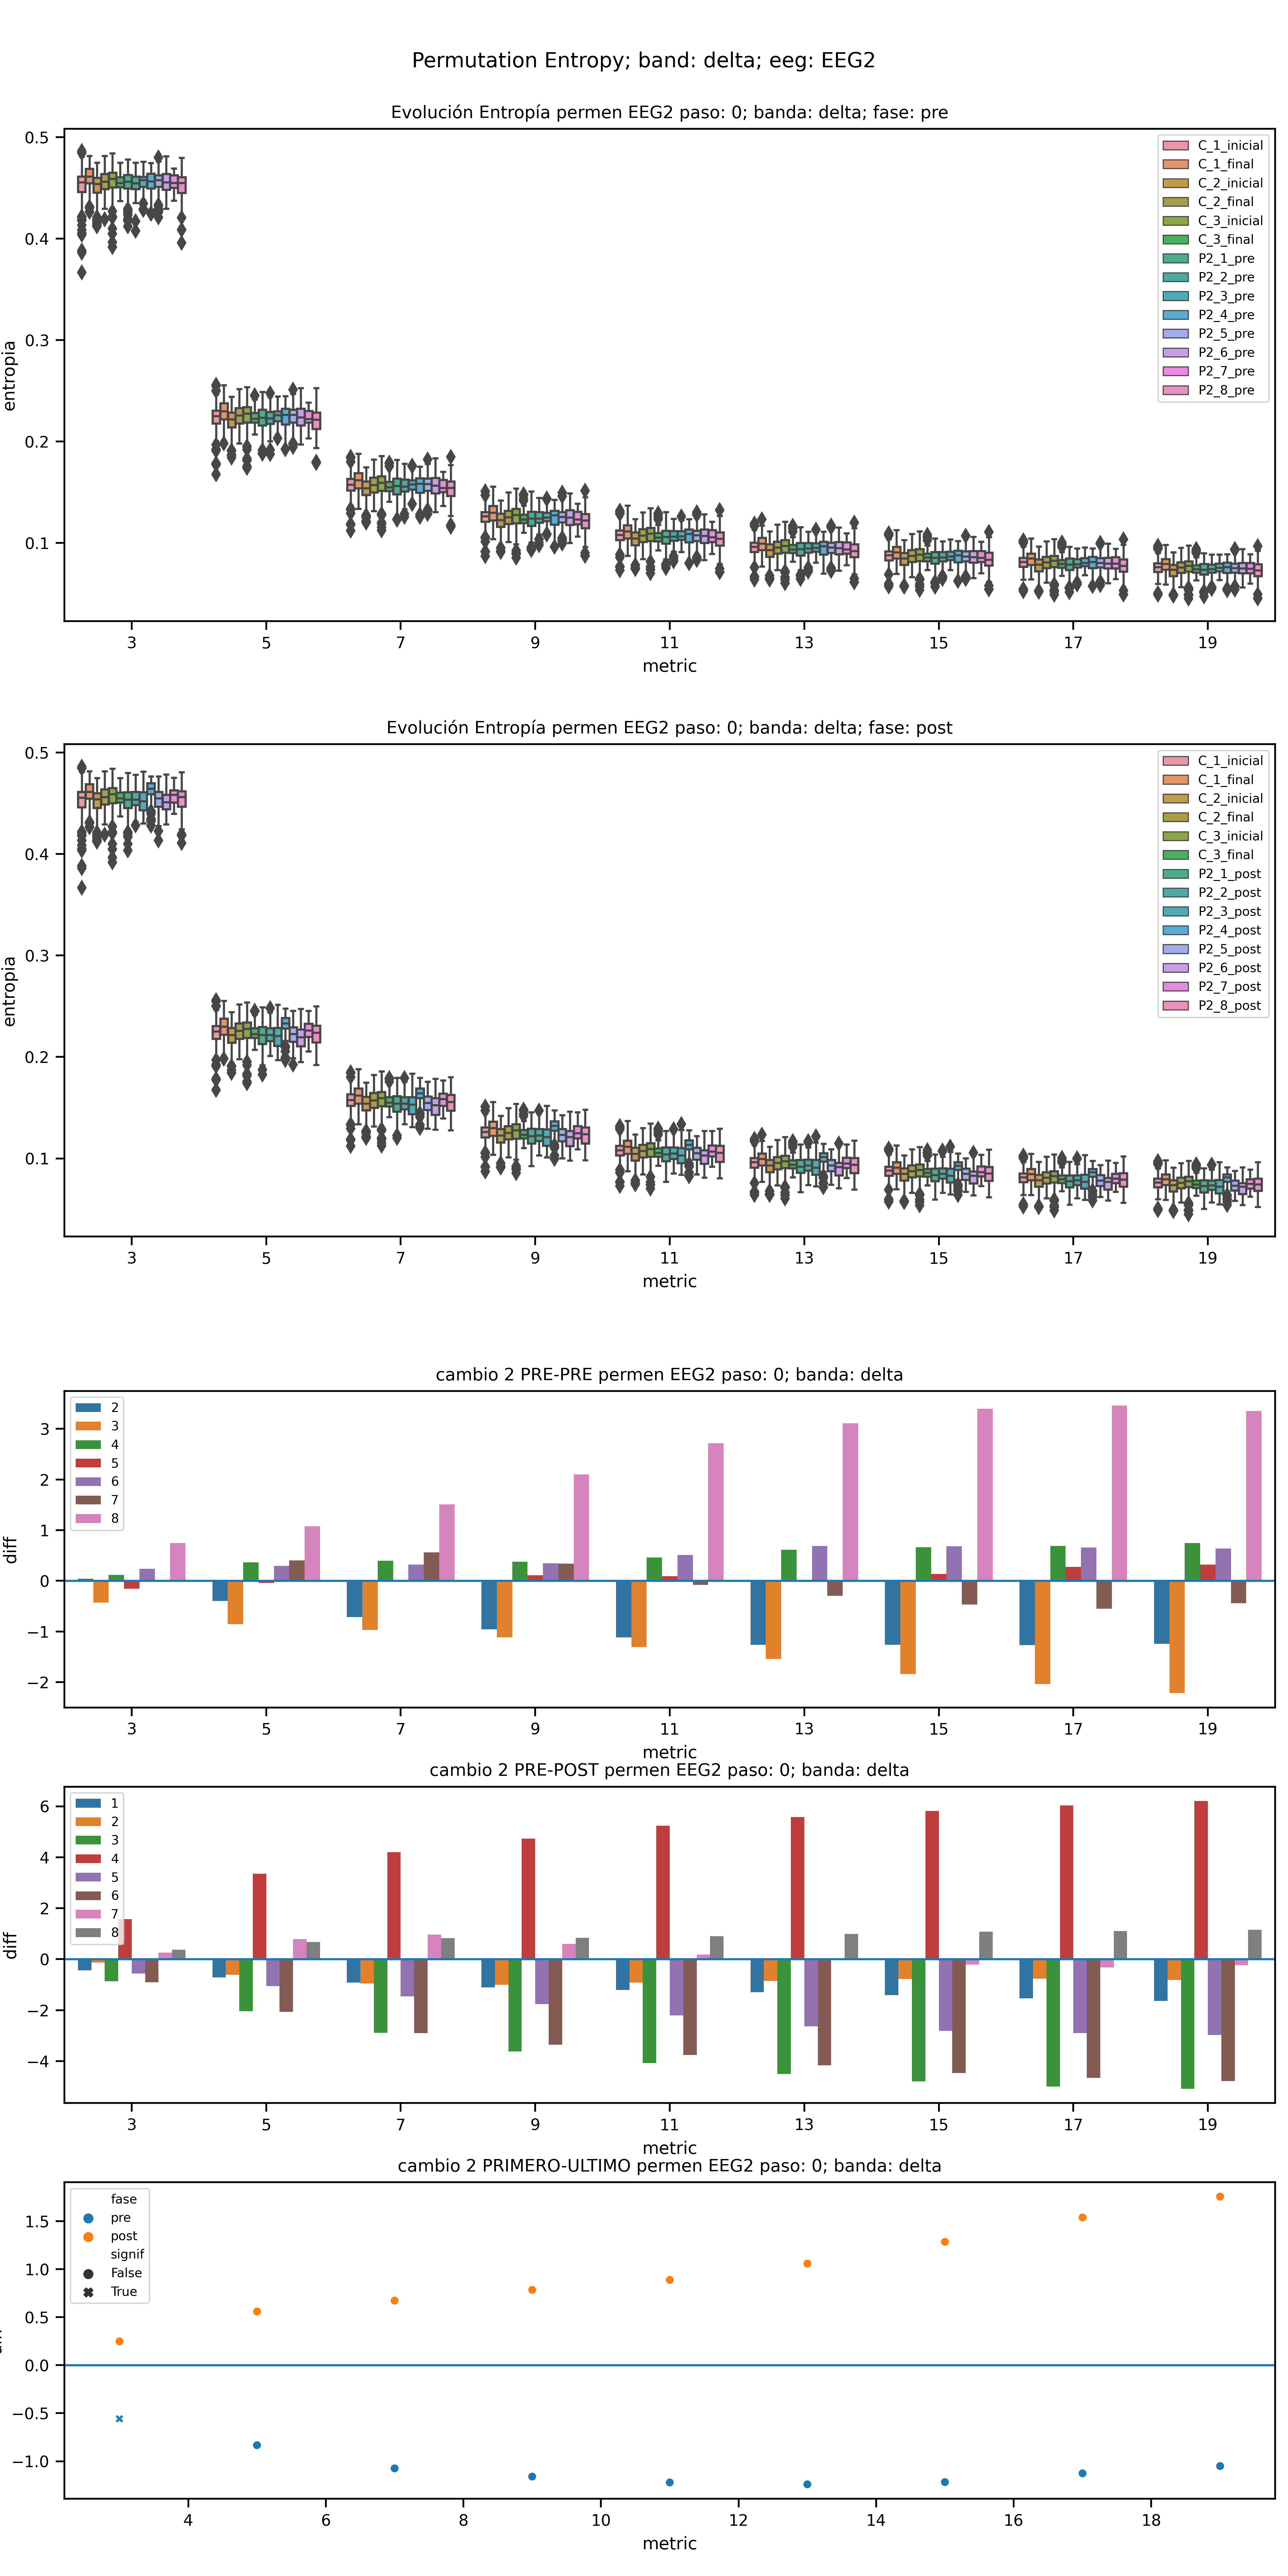 Permutation Entropy; band: delta; eeg: EEG2
Evolución Entropía permen EEG2 paso: 0; banda: delta; fase: pre
0.5
0.4
0.3
0.2
0.1
entropia
C_1_inicial
C_1_final
C_2_inicial
C_2_final
C_3_inicial
C_3_final
P2_1_pre
P2_2_pre
P2_3_pre
P2_4_pre
P2_5_pre
P2_6_pre
P2_7_pre
P2_8_pre
3 5 7 9 11 13 15 17 19
metric
Evolución Entropía permen EEG2 paso: 0; banda: delta; fase: post
0.5
0.4
0.3
0.2
0.1
entropia
C_1_inicial
C_1_final
C_2_inicial
C_2_final
C_3_inicial
C_3_final
P2_1_post
P2_2_post
P2_3_post
P2_4_post
P2_5_post
P2_6_post
P2_7_post
P2_8_post
3 5 7 9 11 13 15 17 19
metric
cambio 2 PRE-PRE permen EEG2 paso: 0; banda: delta
3
2
1
0
−1
−2
diff
2
3
4
5
6
7
8
3 5 7 9 11 13 15 17 19
metric
cambio 2 PRE-POST permen EEG2 paso: 0; banda: delta
6
4
2
0
−2
−4
diff
1
2
3
4
5
6
7
8
3 5 7 9 11 13 15 17 19
metric
cambio 2 PRIMERO-ULTIMO permen EEG2 paso: 0; banda: delta
1.5
1.0
0.5
0.0
−0.5
−1.0
fase
pre
post
signif
False
True
4 6 8 10 12 14 16 18
metric